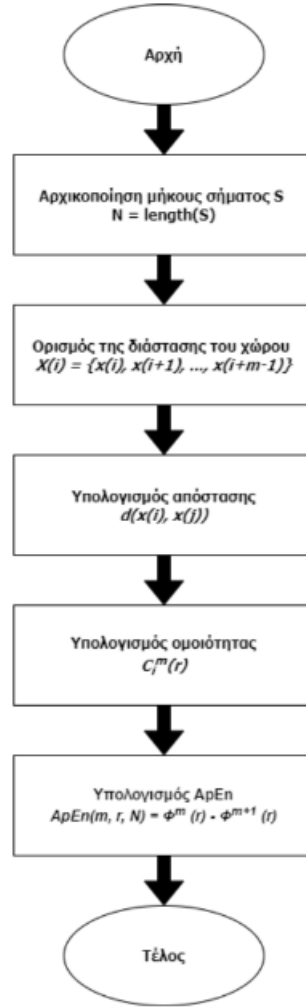 Αρχή
Αρχικοποίηση μήκους σήματος S
N = length(S)
Ορισμός της διάστασης του χώρου
X(i) = {x(i), x(i+1), ..., x(i+m-1)}
Υπολογισμός απόστασης
d(x(i), x(j))
Υπολογισμός ομοιότητας
Cᵢᵐ(r)
Υπολογισμός ApEn
ApEn(m, r, N) = Φᵐ (r) - Φᵐ⁺¹ (r)
Τέλος